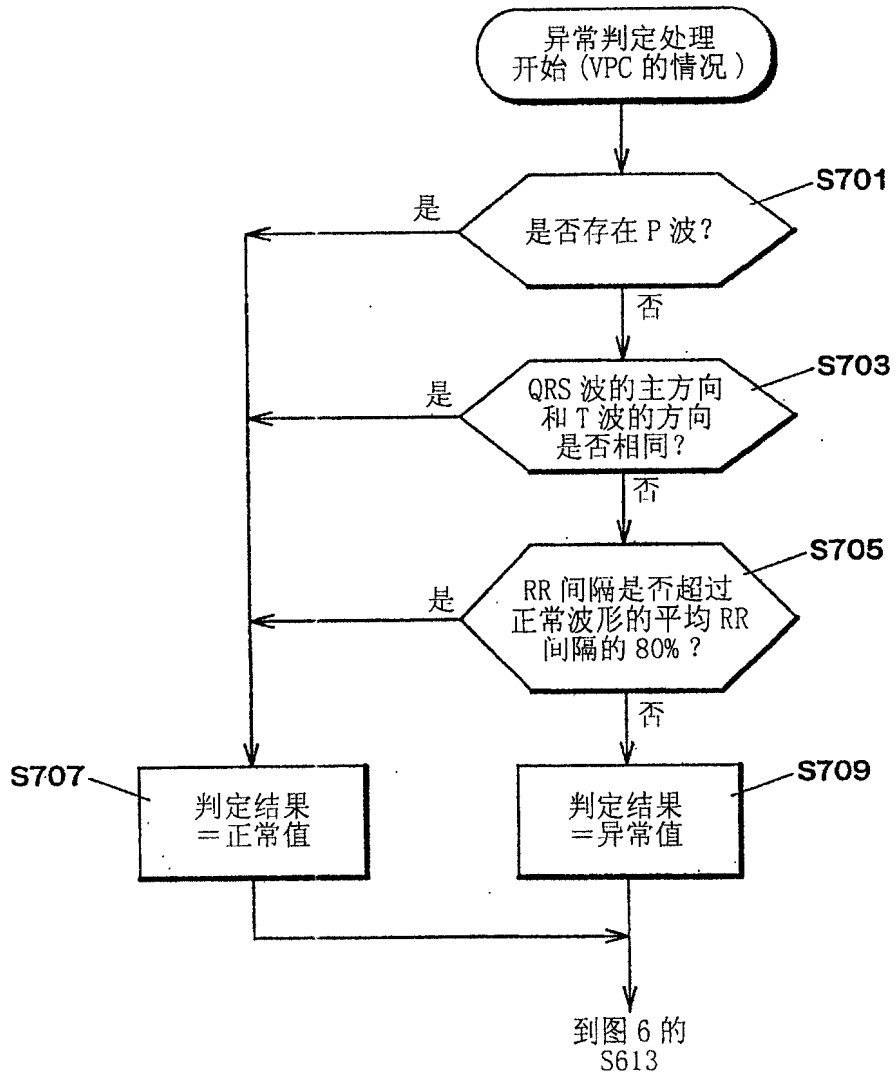 异常判定处理
开始(VPC 的情况)
S701
是
是否存在 P 波?
否
S703
是
QRS 波的主方向
和 T 波的方向
是否相同?
否
S705
是
RR 间隔是否超过
正常波形的平均 RR
间隔的 80%?
否
S707
判定结果
=正常值
S709
判定结果
=异常值
到图 6 的
S613